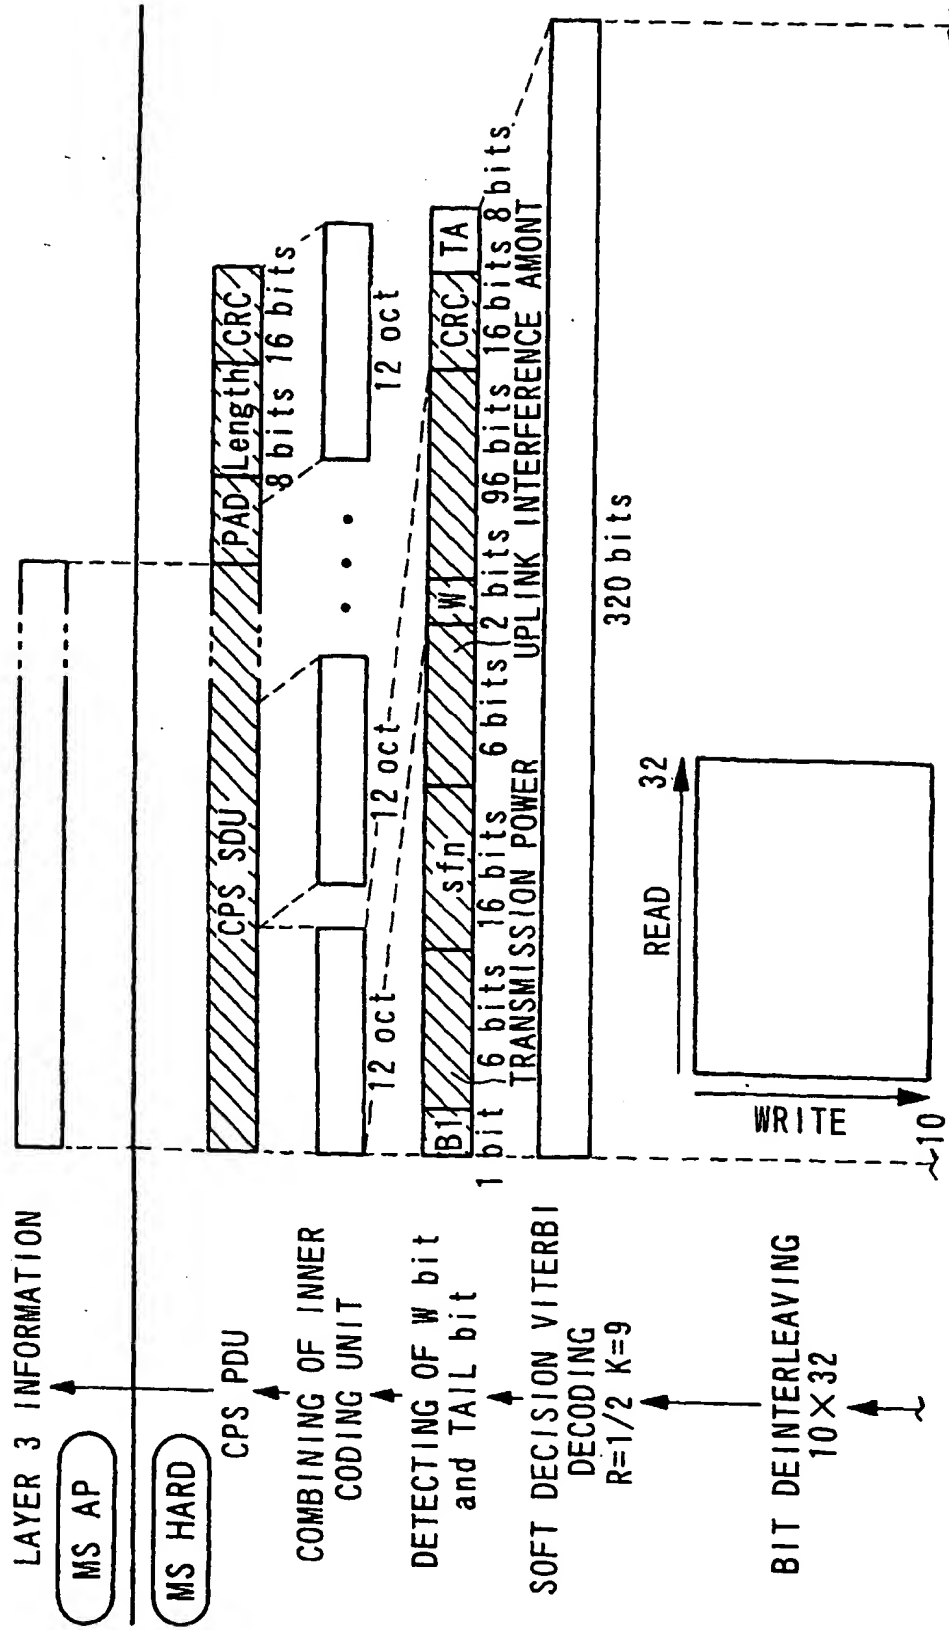 LAYER 3 INFORMATION
MS AP
MS HARD
CPS PDU
CPS SDU
PAD
Length
CRC
8 bits
16 bits
COMBINING OF INNER
CODING UNIT
12 oct
12 oct
12 oct
DETECTING OF W bit
and TAIL bit
B1
sfn
W
CRC
TA
1
bit
6 bits
16 bits
6 bits
2 bits
96 bits
16 bits
8 bits
TRANSMISSION POWER
UPLINK INTERFERENCE AMONT
SOFT DECISION VITERBI
DECODING
R=1/2 K=9
320 bits
BIT DEINTERLEAVING
10×32
READ
32
WRITE
10